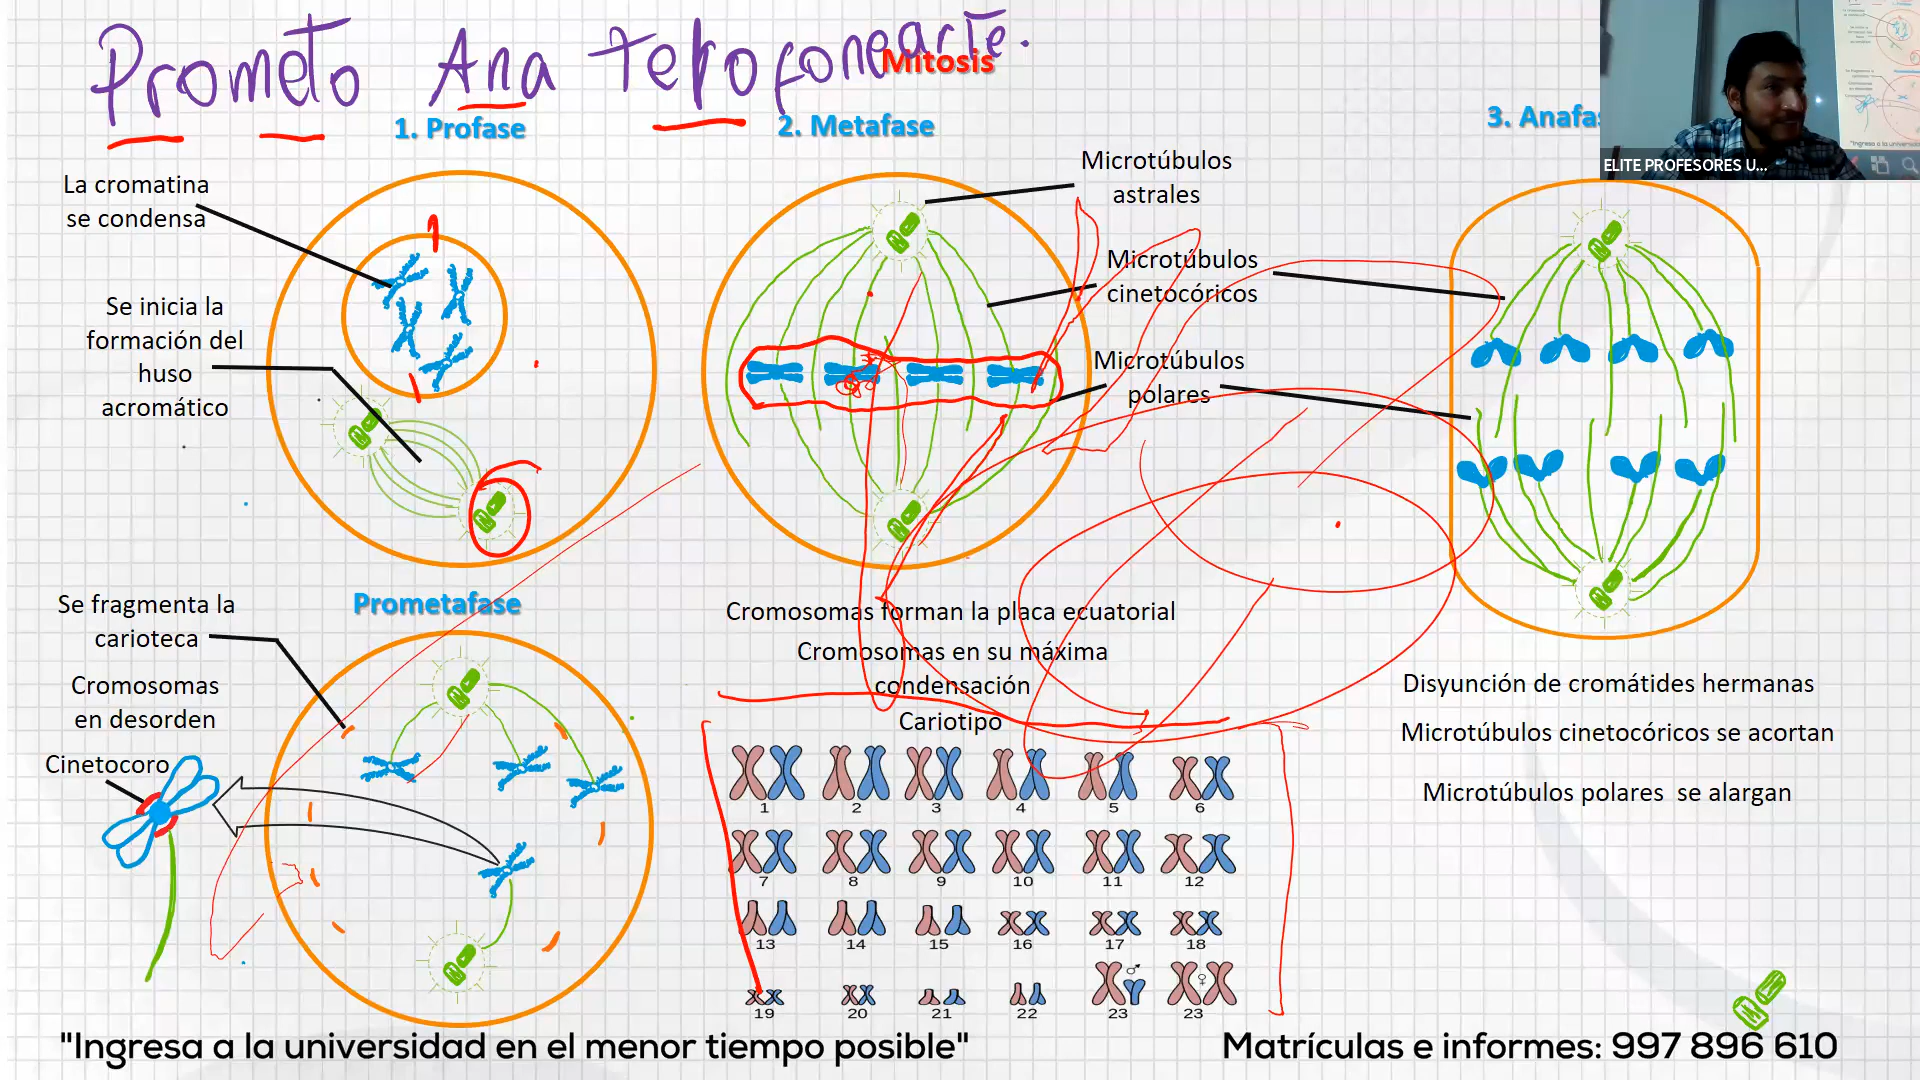 Prometo Ana telofonearte.
Mitosis
1. Profase
2. Metafase
3. Anafas
ELITE PROFESORES U...
La cromatina
se condensa
Se inicia la
formación del
huso
acromático
Microtúbulos
astrales
Microtúbulos
cinetocóricos
Microtúbulos
polares
Se fragmenta la
carioteca
Prometafase
Cromosomas
en desorden
Cinetocoro
Cromosomas forman la placa ecuatorial
Cromosomas en su máxima
condensación
Cariotipo
1 2 3 4 5 6
7 8 9 10 11 12
13 14 15 16 17 18
19 20 21 22 23 23
Disyunción de cromátides hermanas
Microtúbulos cinetocóricos se acortan
Microtúbulos polares se alargan
"Ingresa a la universidad en el menor tiempo posible"
Matrículas e informes: 997 896 610